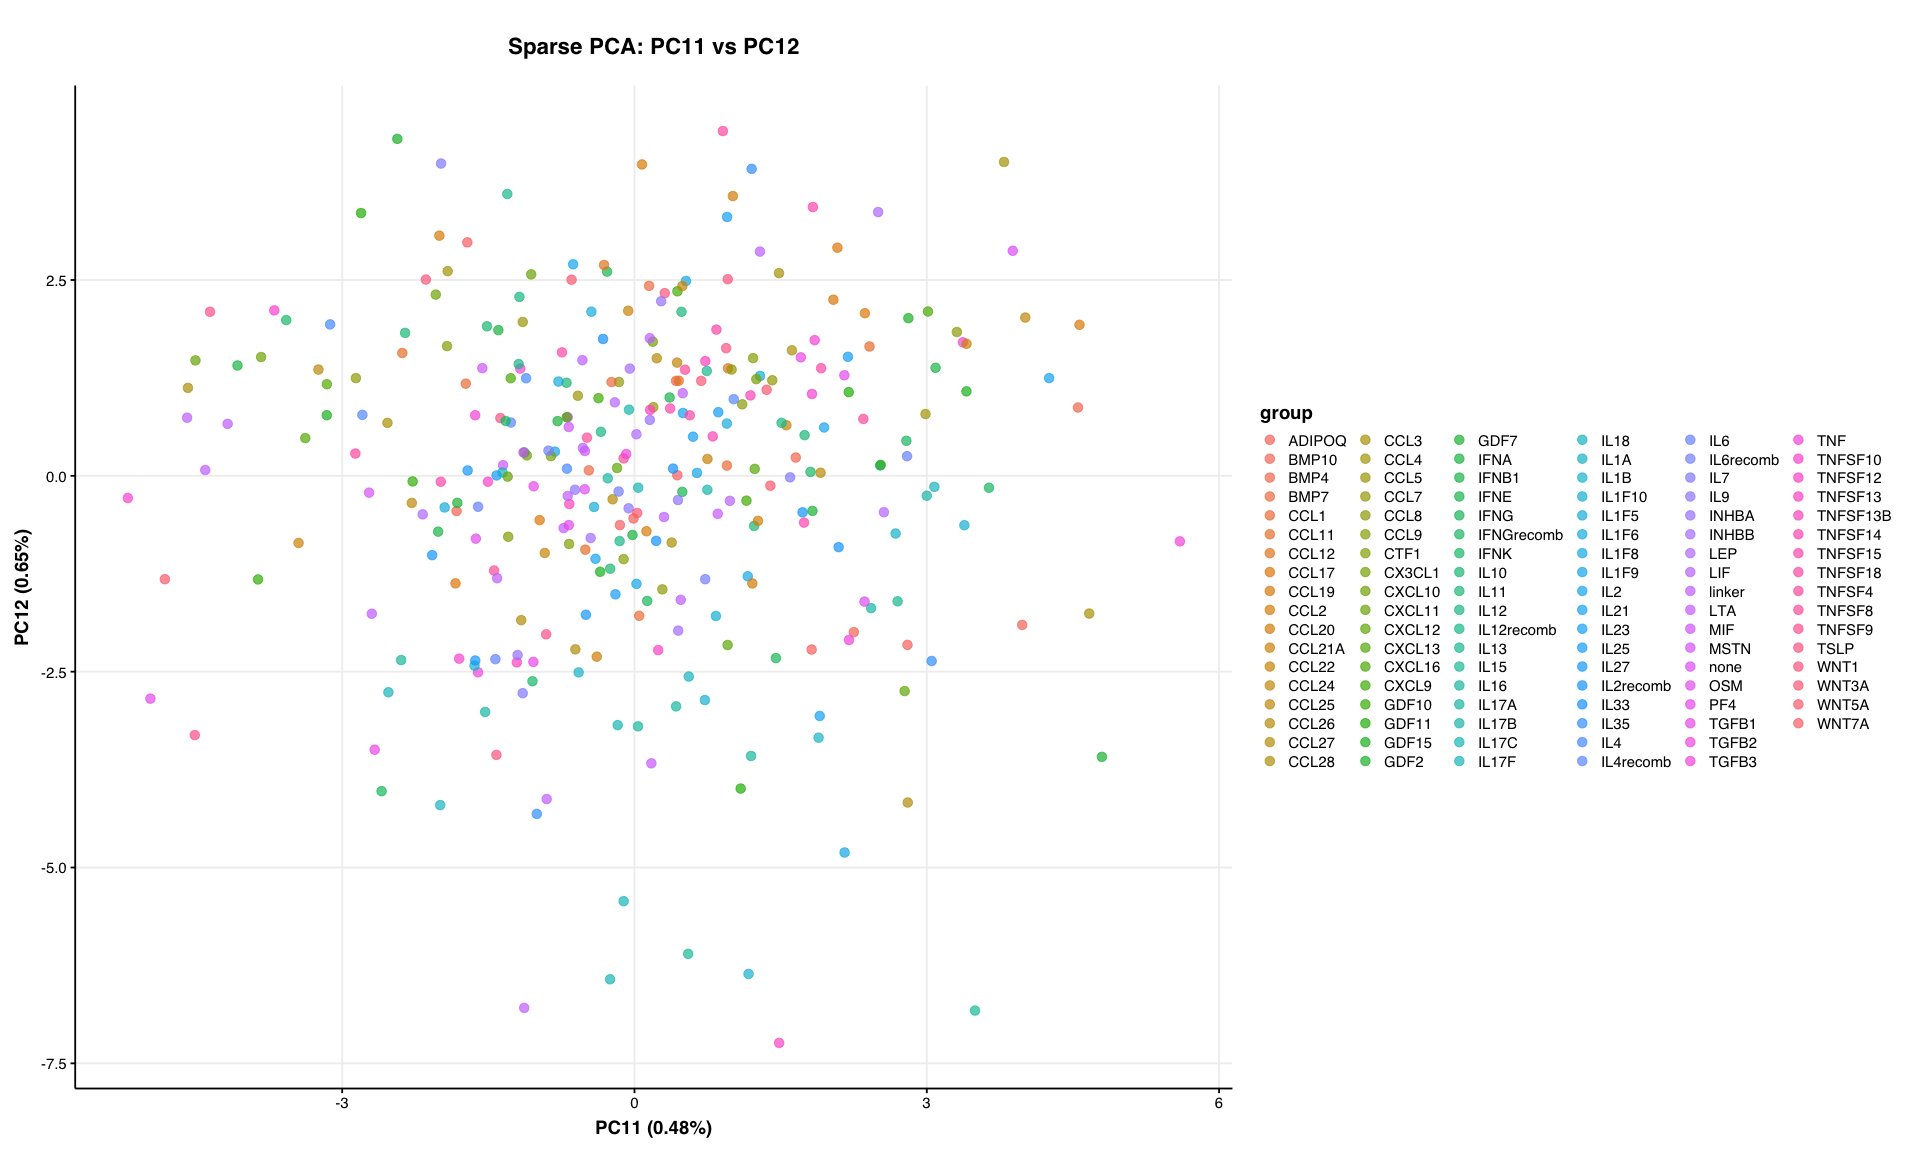 Sparse PCA: PC11 vs PC12
PC12 (0.65%)
2.5
0.0
-2.5
-5.0
-7.5
-3
0
3
6
PC11 (0.48%)
group
ADIPOQ
BMP10
BMP4
BMP7
CCL1
CCL11
CCL12
CCL17
CCL19
CCL2
CCL20
CCL21A
CCL22
CCL24
CCL25
CCL26
CCL27
CCL28
CCL3
CCL4
CCL5
CCL7
CCL8
CCL9
CTF1
CX3CL1
CXCL10
CXCL11
CXCL12
CXCL13
CXCL16
CXCL9
GDF10
GDF11
GDF15
GDF2
GDF7
IFNA
IFNB1
IFNE
IFNG
IFNGrecomb
IFNK
IL10
IL11
IL12
IL12recomb
IL13
IL15
IL16
IL17A
IL17B
IL17C
IL17F
IL18
IL1A
IL1B
IL1F10
IL1F5
IL1F6
IL1F8
IL1F9
IL2
IL21
IL23
IL25
IL27
IL2recomb
IL33
IL35
IL4
IL4recomb
IL6
IL6recomb
IL7
IL9
INHBA
INHBB
LEP
LIF
linker
LTA
MIF
MSTN
none
OSM
PF4
TGFB1
TGFB2
TGFB3
TNF
TNFSF10
TNFSF12
TNFSF13
TNFSF13B
TNFSF14
TNFSF15
TNFSF18
TNFSF4
TNFSF8
TNFSF9
TSLP
WNT1
WNT3A
WNT5A
WNT7A